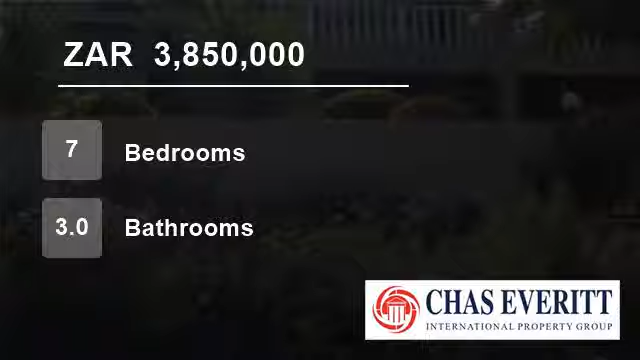 ZAR 3,850,000
7 Bedrooms
3.0 Bathrooms
CHAS EVERITT
INTERNATIONAL PROPERTY GROUP